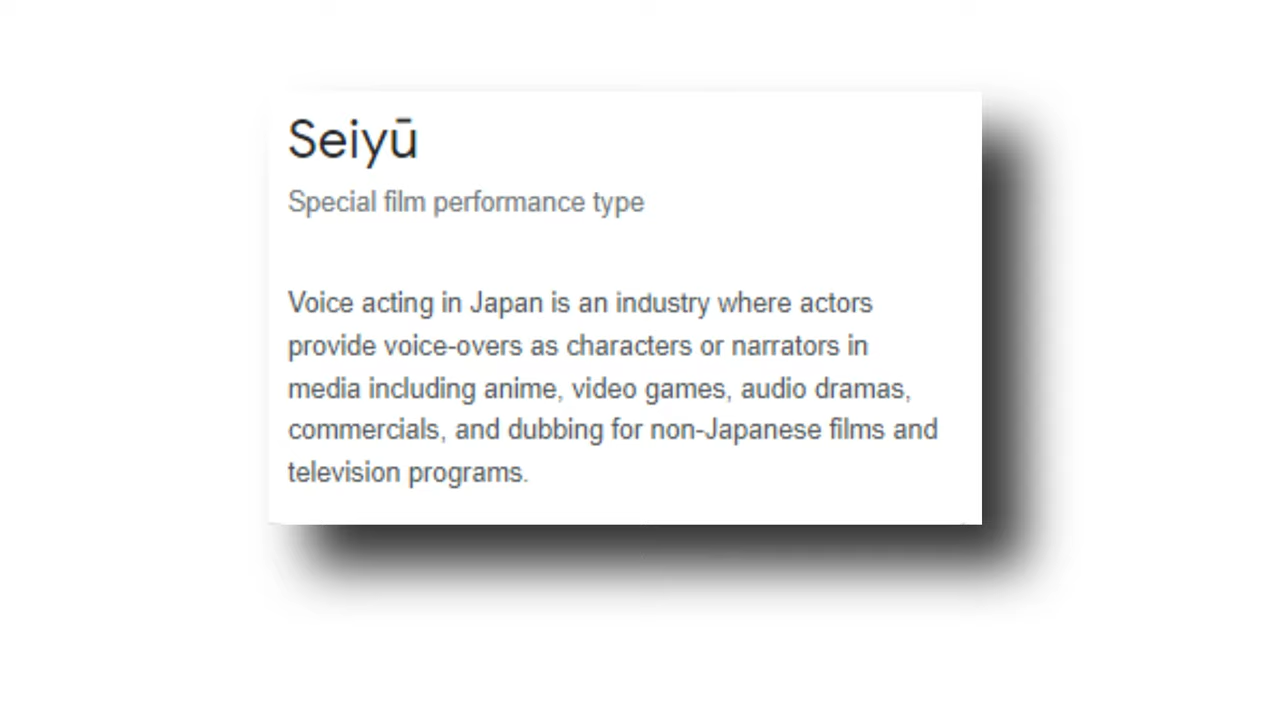 Seiyū
Special film performance type
Voice acting in Japan is an industry where actors
provide voice-overs as characters or narrators in
media including anime, video games, audio dramas,
commercials, and dubbing for non-Japanese films and
television programs.